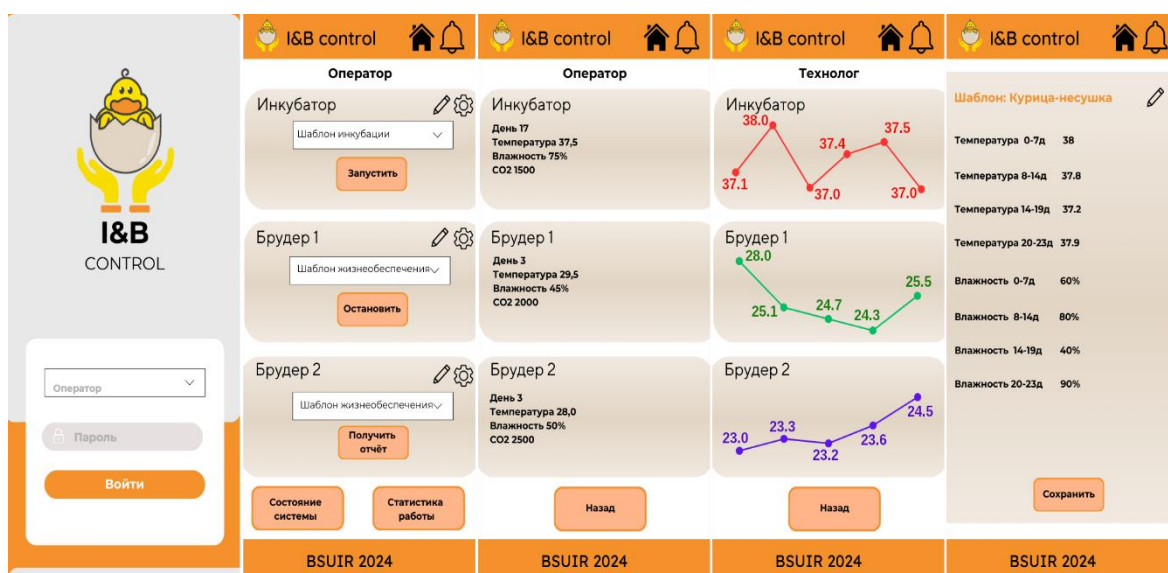 I&B
CONTROL
Оператор
Пароль
Войти
I&B control
Оператор
Инкубатор
Шаблон инкубации
Запустить
Брудер 1
Шаблон жизнеобеспечения
Остановить
Брудер 2
Шаблон жизнеобеспечения
Получить
отчёт
Состояние
системы
Статистика
работы
BSUIR 2024
I&B control
Оператор
Инкубатор
День 17
Температура 37,5
Влажность 75%
CO2 1500
Брудер 1
День 3
Температура 29,5
Влажность 45%
CO2 2000
Брудер 2
День 3
Температура 28,0
Влажность 50%
CO2 2500
Назад
BSUIR 2024
I&B control
Технолог
Инкубатор
37.1
38.0
37.0
37.4
37.5
37.0
Брудер 1
28.0
25.1
24.7
24.3
25.5
Брудер 2
23.0
23.3
23.2
23.6
24.5
Назад
BSUIR 2024
I&B control
Шаблон: Курица-несушка
Температура 0-7д 38
Температура 8-14д 37.8
Температура 14-19д 37.2
Температура 20-23д 37.9
Влажность 0-7д 60%
Влажность 8-14д 80%
Влажность 14-19д 40%
Влажность 20-23д 90%
Сохранить
BSUIR 2024